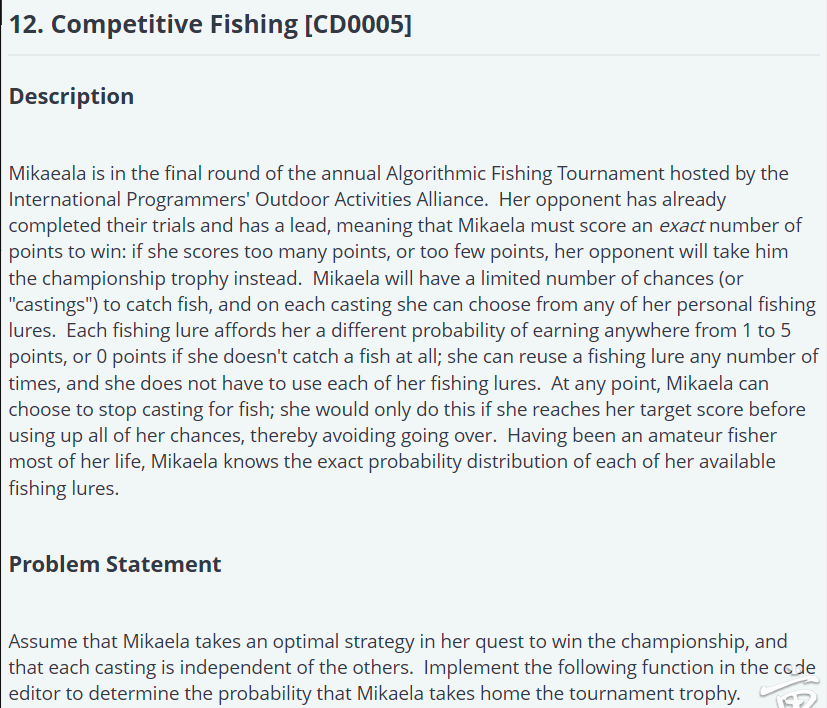 12. Competitive Fishing [CD0005]
Description
Mikaeala is in the final round of the annual Algorithmic Fishing Tournament hosted by the
International Programmers' Outdoor Activities Alliance.  Her opponent has already
completed their trials and has a lead, meaning that Mikaela must score an exact number of
points to win: if she scores too many points, or too few points, her opponent will take him
the championship trophy instead.  Mikaela will have a limited number of chances (or
"castings") to catch fish, and on each casting she can choose from any of her personal fishing
lures.  Each fishing lure affords her a different probability of earning anywhere from 1 to 5
points, or 0 points if she doesn't catch a fish at all; she can reuse a fishing lure any number of
times, and she does not have to use each of her fishing lures.  At any point, Mikaela can
choose to stop casting for fish; she would only do this if she reaches her target score before
using up all of her chances, thereby avoiding going over.  Having been an amateur fisher
most of her life, Mikaela knows the exact probability distribution of each of her available
fishing lures.
Problem Statement
Assume that Mikaela takes an optimal strategy in her quest to win the championship, and
that each casting is independent of the others.  Implement the following function in the code
editor to determine the probability that Mikaela takes home the tournament trophy.